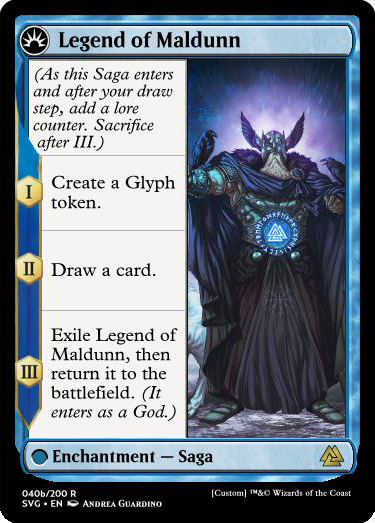 Legend of Maldunn
(As this Saga enters
and after your draw
step, add a lore
counter. Sacrifice
after III.)
I
Create a Glyph
token.
II
Draw a card.
III
Exile Legend of
Maldunn, then
return it to the
battlefield. (It
enters as a God.)
Enchantment — Saga
040b/200 R
SVG • EN Andrea Guardino
[Custom] ™&© Wizards of the Coast